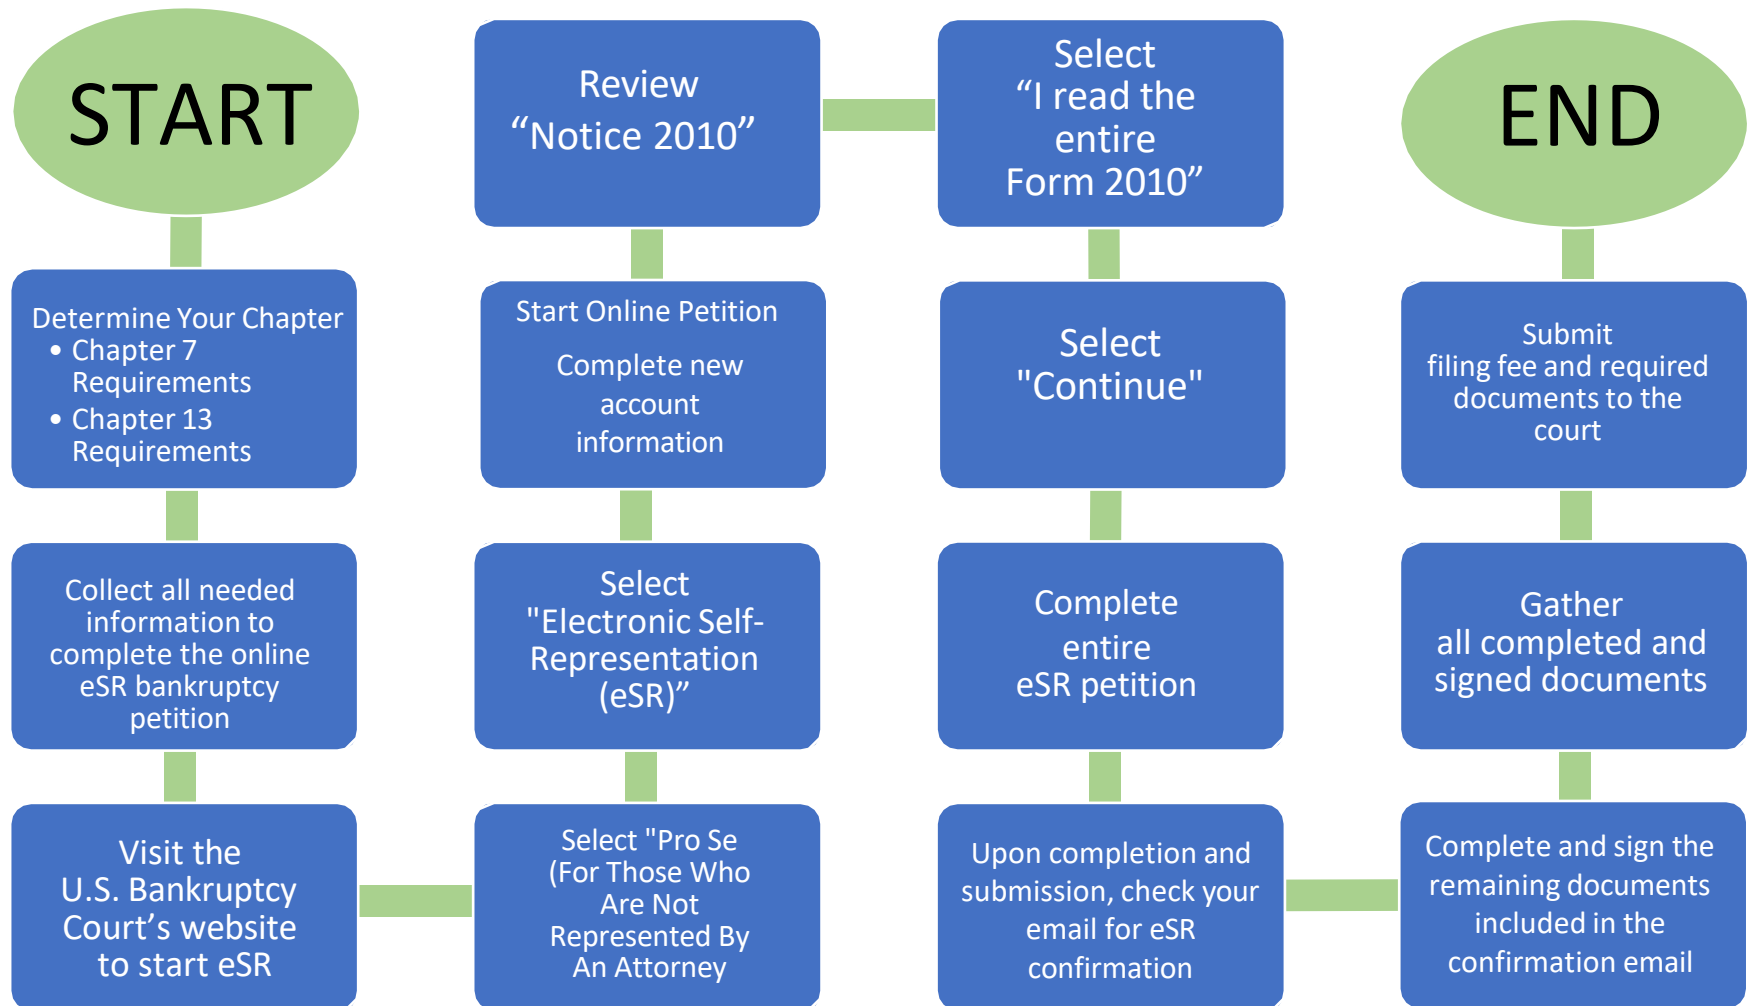 START
Determine Your Chapter
• Chapter 7
Requirements
• Chapter 13
Requirements
Collect all needed
information to
complete the online
eSR bankruptcy
petition
Visit the
U.S. Bankruptcy
Court’s website
to start eSR
Select "Pro Se
(For Those Who
Are Not
Represented By
An Attorney
Select
"Electronic Self-
Representation
(eSR)”
Start Online Petition
Complete new
account
information
Review
“Notice 2010”
Select
“I read the
entire
Form 2010”
Select
"Continue"
Complete
entire
eSR petition
Upon completion and
submission, check your
email for eSR
confirmation
Complete and sign the
remaining documents
included in the
confirmation email
Gather
all completed and
signed documents
Submit
filing fee and required
documents to the
court
END